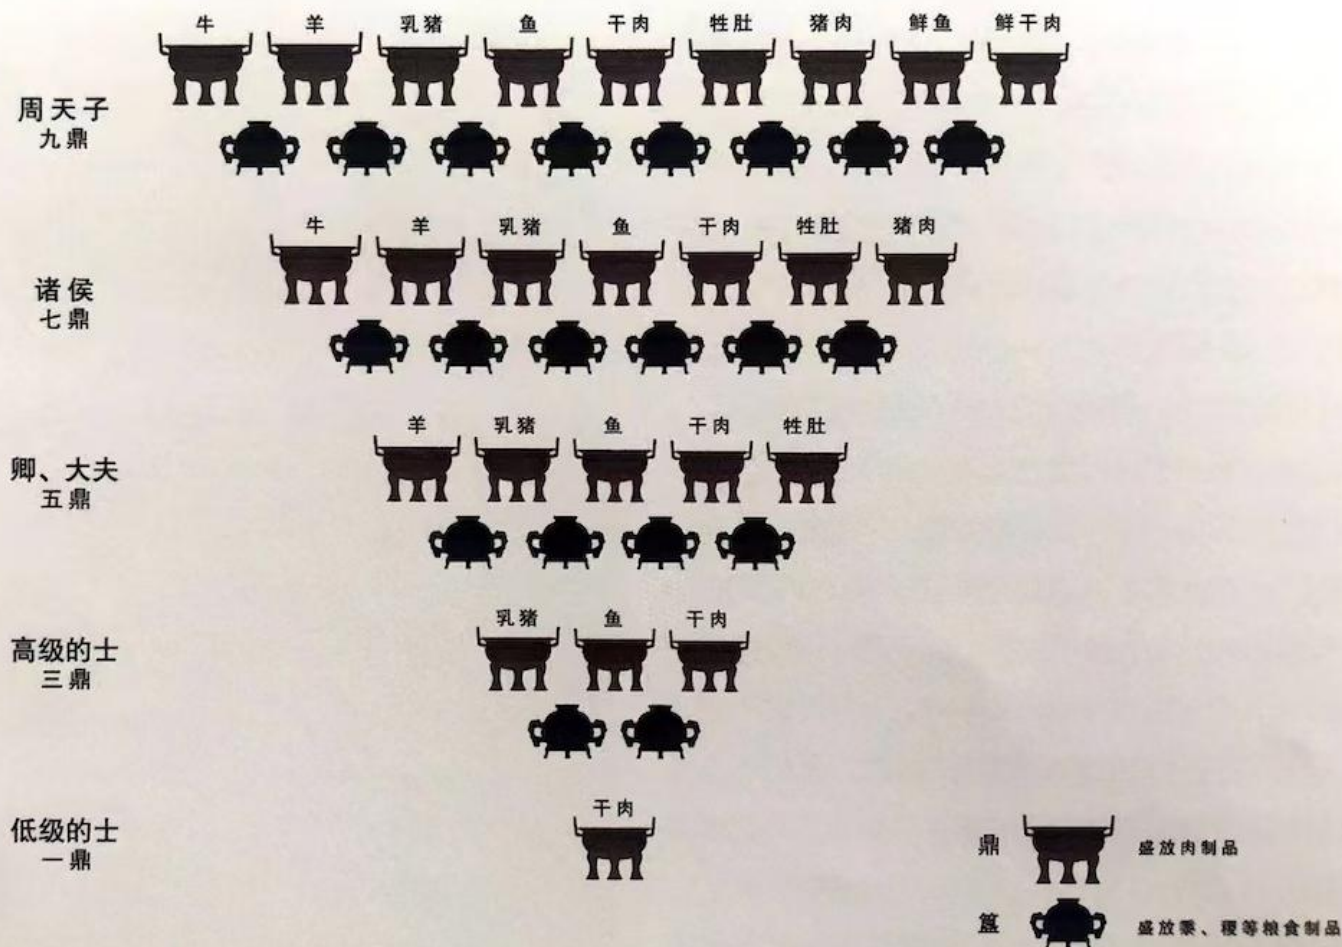 牛 羊 乳猪 鱼 干肉 牲肚 猪肉 鲜鱼 鲜干肉
周天子
九鼎
牛 羊 乳猪 鱼 干肉 牲肚 猪肉
诸侯
七鼎
羊 乳猪 鱼 干肉 牲肚
卿、大夫
五鼎
乳猪 鱼 干肉
高级的士
三鼎
干肉
低级的士
一鼎
鼎 盛放肉制品
簋 盛放黍、稷等粮食制品